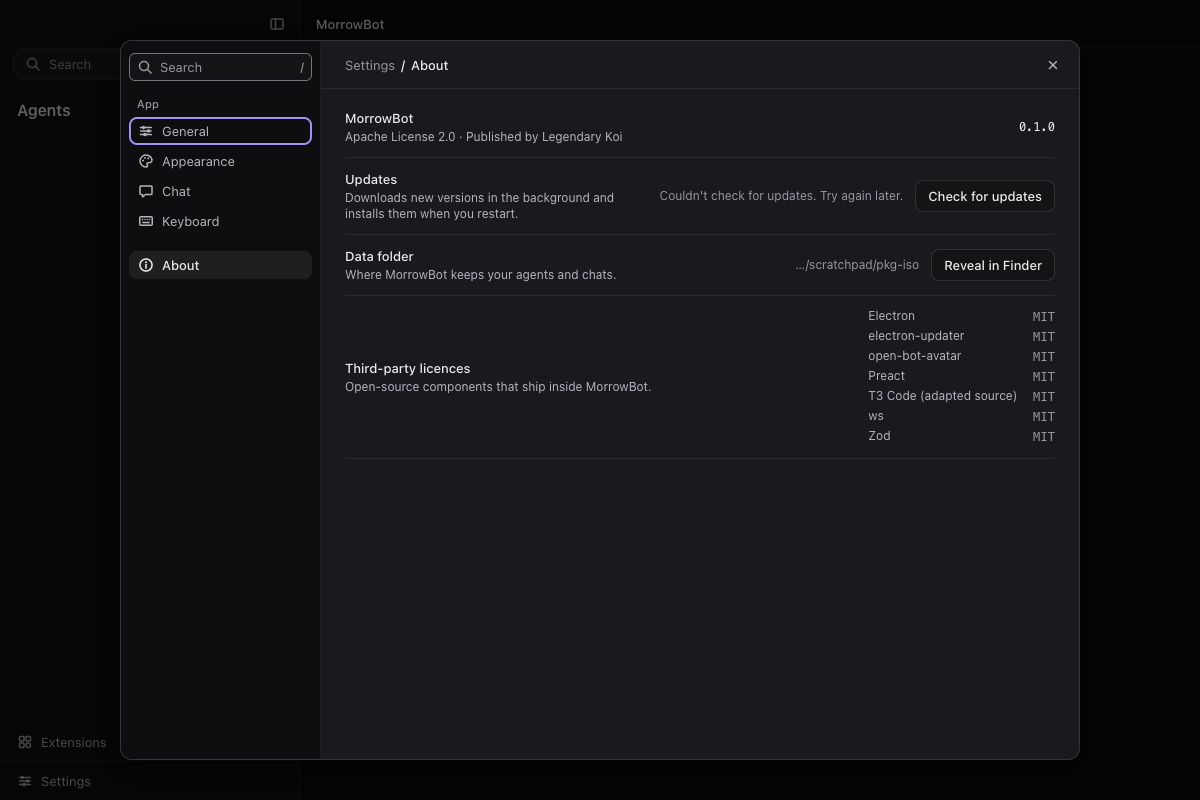 MorrowBot
Search
Agents
Extensions
Settings
Search /
App
General
Appearance
Chat
Keyboard
About
Settings / About
MorrowBot
Apache License 2.0 · Published by Legendary Koi
0.1.0
Updates
Downloads new versions in the background and
installs them when you restart.
Couldn't check for updates. Try again later.
Check for updates
Data folder
Where MorrowBot keeps your agents and chats.
.../scratchpad/pkg-iso
Reveal in Finder
Third-party licences
Open-source components that ship inside MorrowBot.
Electron MIT
electron-updater MIT
open-bot-avatar MIT
Preact MIT
T3 Code (adapted source) MIT
ws MIT
Zod MIT